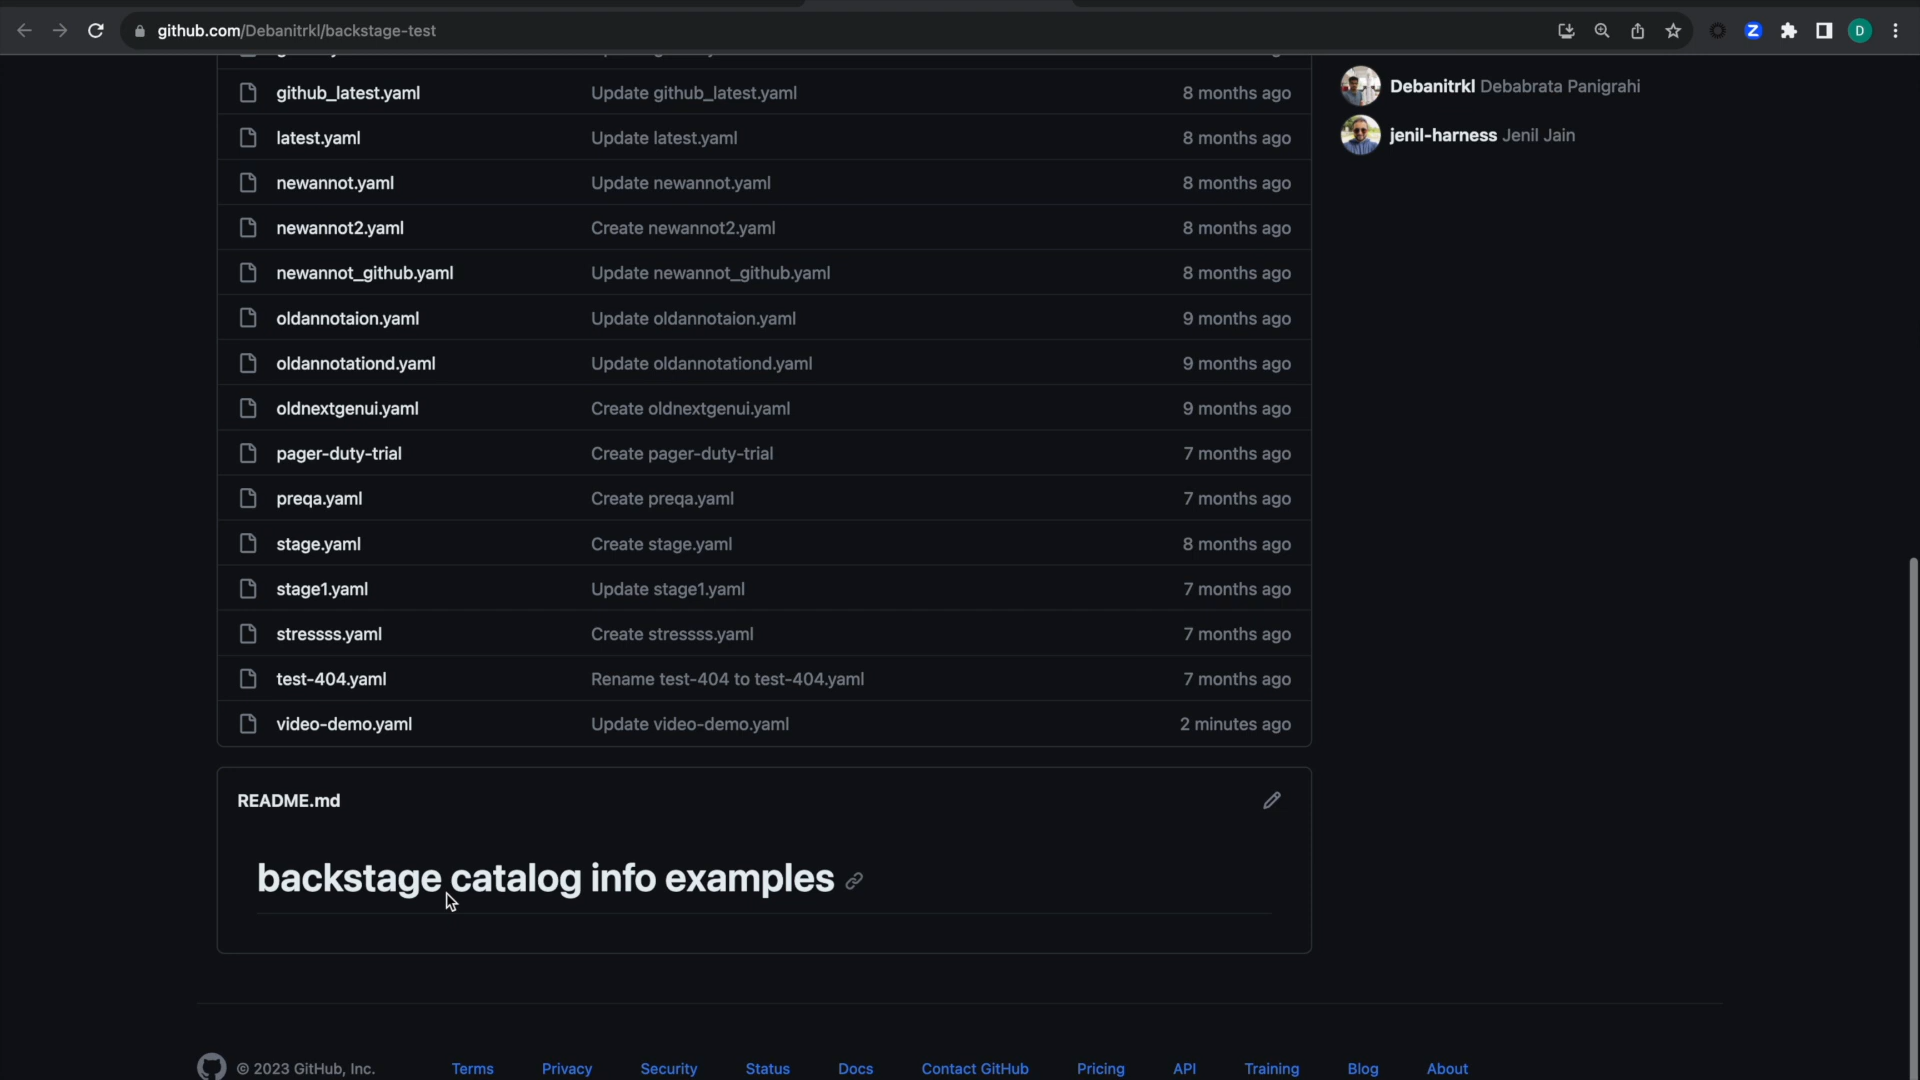 github.com/Debanitrkl/backstage-test
Z
D
github_latest.yaml Update github_latest.yaml 8 months ago
latest.yaml Update latest.yaml 8 months ago
newannot.yaml Update newannot.yaml 8 months ago
newannot2.yaml Create newannot2.yaml 8 months ago
newannot_github.yaml Update newannot_github.yaml 8 months ago
oldannotaion.yaml Update oldannotaion.yaml 9 months ago
oldannotationd.yaml Update oldannotationd.yaml 9 months ago
oldnextgenui.yaml Create oldnextgenui.yaml 9 months ago
pager-duty-trial Create pager-duty-trial 7 months ago
preqa.yaml Create preqa.yaml 7 months ago
stage.yaml Create stage.yaml 8 months ago
stage1.yaml Update stage1.yaml 7 months ago
stressss.yaml Create stressss.yaml 7 months ago
test-404.yaml Rename test-404 to test-404.yaml 7 months ago
video-demo.yaml Update video-demo.yaml 2 minutes ago
Debanitrkl Debabrata Panigrahi
jenil-harness Jenil Jain
README.md
backstage catalog info examples
© 2023 GitHub, Inc. Terms Privacy Security Status Docs Contact GitHub Pricing API Training Blog About